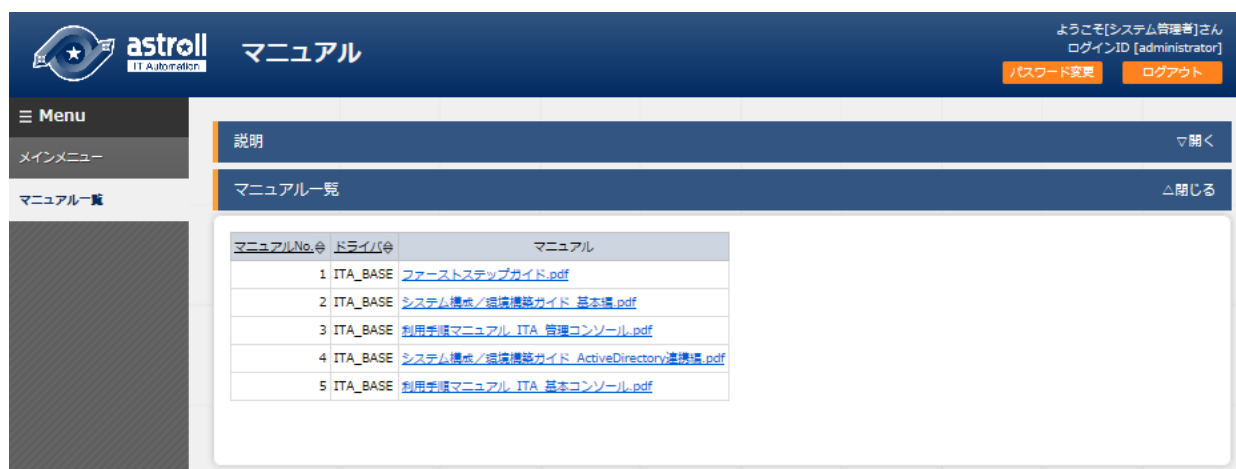 astroll
IT Automation
マニュアル
ようこそ[システム管理者]さん
ログインID [administrator]
パスワード変更 ログアウト
☰ Menu
メインメニュー
マニュアル一覧
説明 ▽開く
マニュアル一覧 △閉じる
マニュアルNo. ドライバ マニュアル
1 ITA_BASE ファーストステップガイド.pdf
2 ITA_BASE システム構成／環境構築ガイド_基本編.pdf
3 ITA_BASE 利用手順マニュアル_ITA_管理コンソール.pdf
4 ITA_BASE システム構成／環境構築ガイド_ActiveDirectory連携編.pdf
5 ITA_BASE 利用手順マニュアル_ITA_基本コンソール.pdf